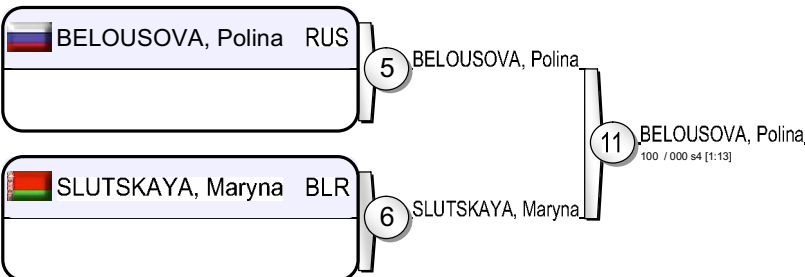 BELOUSOVA, Polina RUS
5
BELOUSOVA, Polina
11
BELOUSOVA, Polina
100 / 000 s4 [1:13]
SLUTSKAYA, Maryna BLR
6
SLUTSKAYA, Maryna